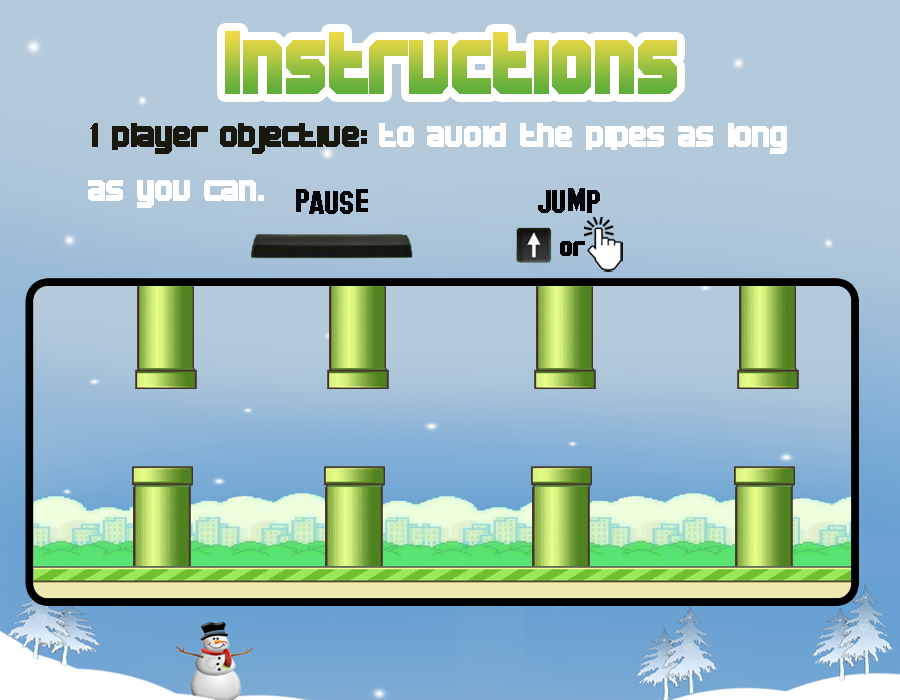 Instructions
1 player objective: to avoid the pipes as long
as you can.
PAUSE
JUMP
or